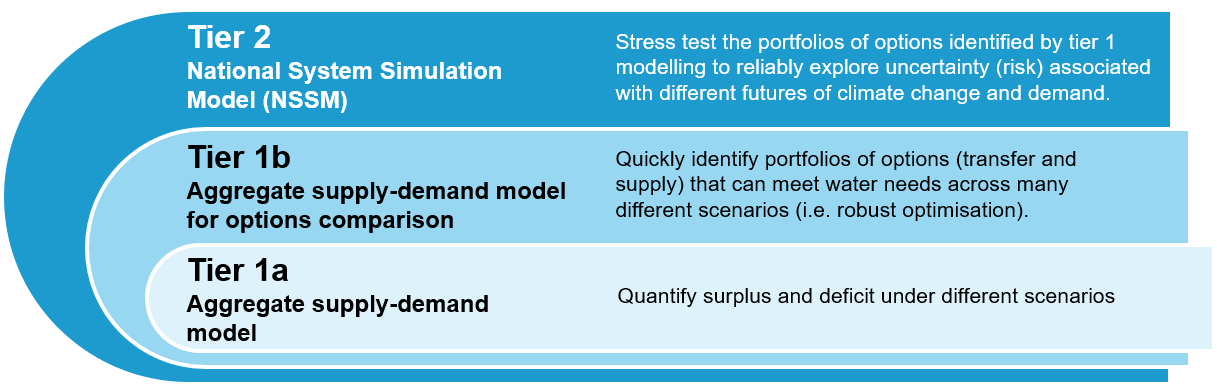 Tier 2
National System Simulation
Model (NSSM)
Stress test the portfolios of options identified by tier 1
modelling to reliably explore uncertainty (risk) associated
with different futures of climate change and demand.
Tier 1b
Aggregate supply-demand model
for options comparison
Quickly identify portfolios of options (transfer and
supply) that can meet water needs across many
different scenarios (i.e. robust optimisation).
Tier 1a
Aggregate supply-demand
model
Quantify surplus and deficit under different scenarios